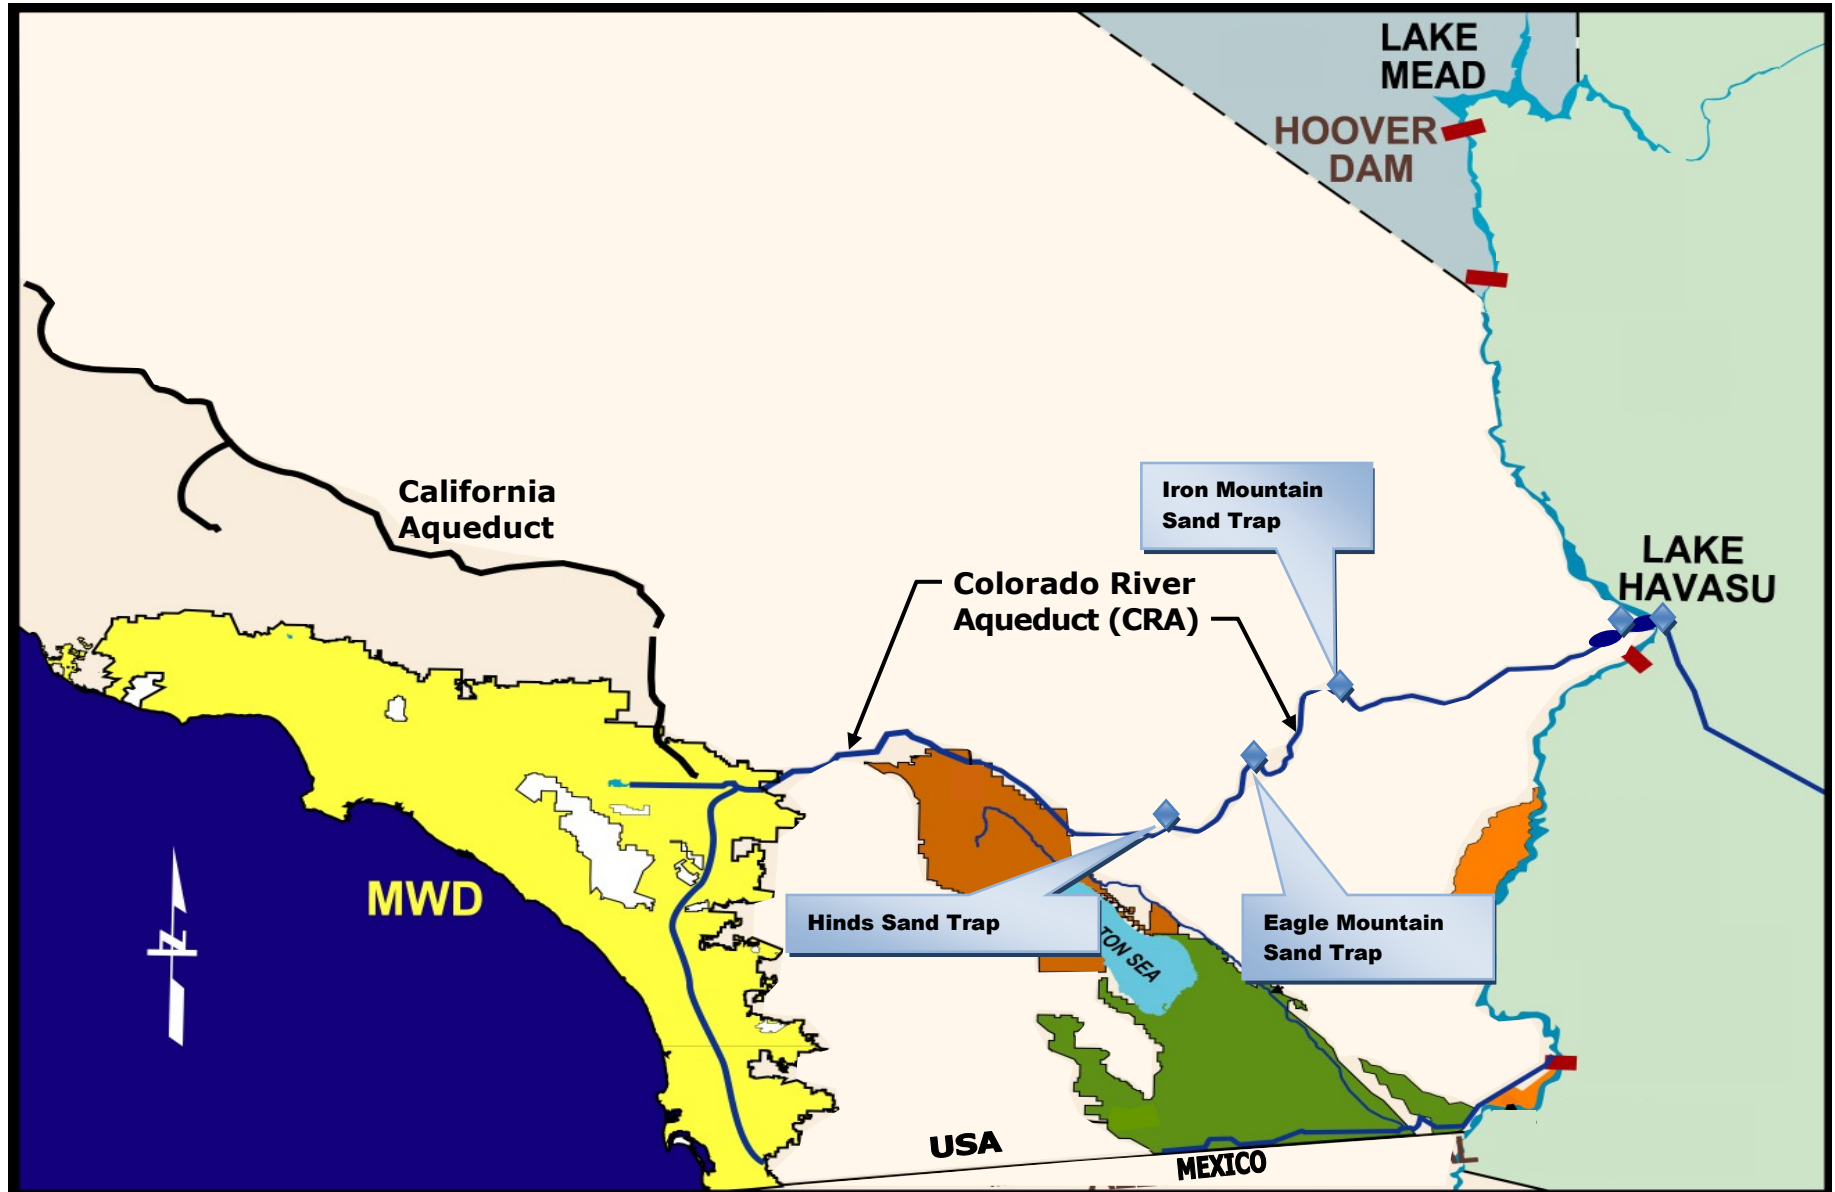 LAKE
MEAD
HOOVER
DAM
California
Aqueduct
Iron Mountain
Sand Trap
LAKE
HAVASU
Colorado River
Aqueduct (CRA)
MWD
Hinds Sand Trap
TON SEA
Eagle Mountain
Sand Trap
N
USA
MEXICO